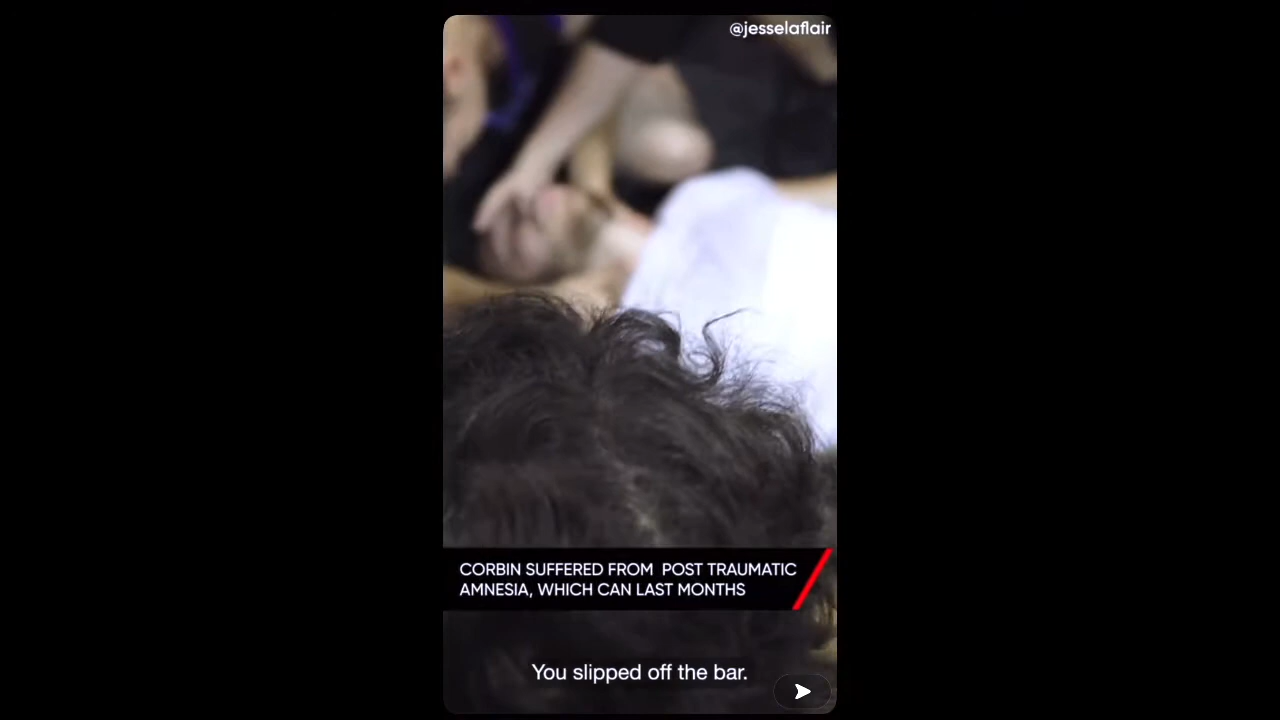 @jesselaflair
CORBIN SUFFERED FROM POST TRAUMATIC
AMNESIA, WHICH CAN LAST MONTHS
You slipped off the bar.